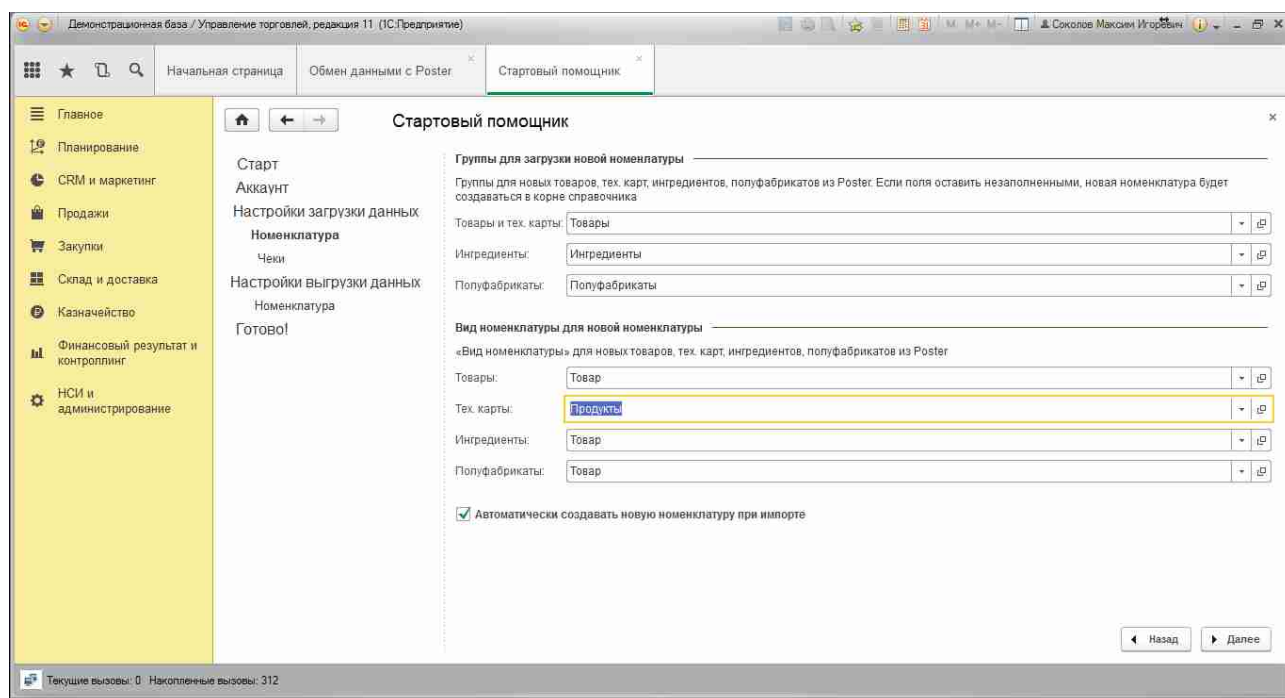 Демонстрационная база / Управление торговлей, редакция 11 (1С:Предприятие)
M M+ M- Соколов Максим Игоревич
Начальная страница Обмен данными с Poster Стартовый помощник
Главное
Планирование
CRM и маркетинг
Продажи
Закупки
Склад и доставка
Казначейство
Финансовый результат и
контроллинг
НСИ и
администрирование
Стартовый помощник
Старт
Аккаунт
Настройки загрузки данных
Номенклатура
Чеки
Настройки выгрузки данных
Номенклатура
Готово!
Группы для загрузки новой номенлатуры
Группы для новых товаров, тех. карт, ингредиентов, полуфабрикатов из Poster. Если поля оставить незаполненными, новая номенклатура будет
создаваться в корне справочника
Товары и тех. карты: Товары
Ингредиенты: Ингредиенты
Полуфабрикаты: Полуфабрикаты
Вид номенклатуры для новой номенклатуры
«Вид номенклатуры» для новых товаров, тех. карт, ингредиентов, полуфабрикатов из Poster
Товары: Товар
Тех. карты: Продукты
Ингредиенты: Товар
Полуфабрикаты: Товар
Автоматически создавать новую номенклатуру при импорте
Назад Далее
Текущие вызовы: 0 Накопленные вызовы: 312